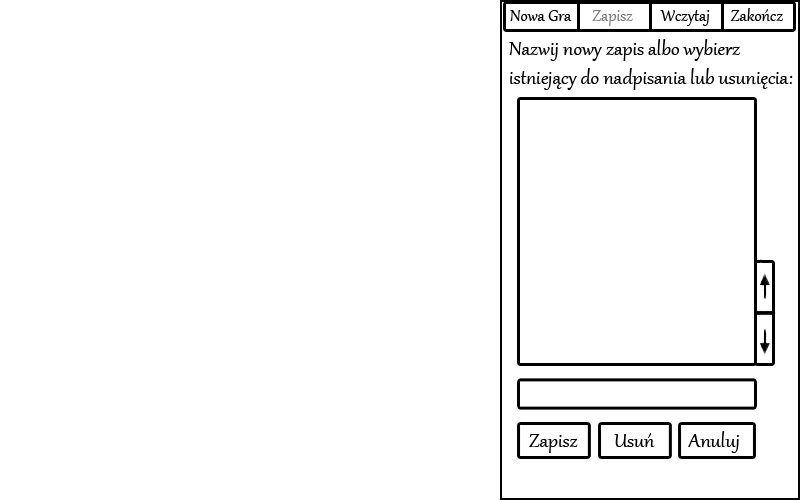 Nowa Gra Zapisz Wczytaj Zakończ
Nazwij nowy zapis albo wybierz
istniejący do nadpisania lub usunięcia:
Zapisz Usuń Anuluj